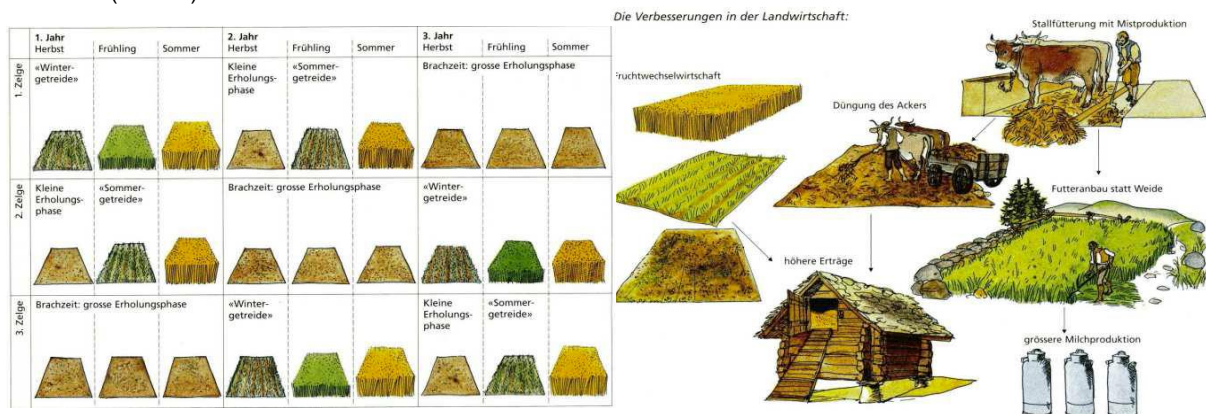 1. Jahr
2. Jahr
3. Jahr
Herbst
Frühling
Sommer
Herbst
Frühling
Sommer
Herbst
Frühling
Sommer
1. Zelge
«Winter-
getreide»
Kleine
Erholungs-
phase
«Sommer-
getreide»
Brachzeit: grosse Erholungsphase
2. Zelge
Kleine
Erholungs-
phase
«Sommer-
getreide»
Brachzeit: grosse Erholungsphase
«Winter-
getreide»
3. Zelge
Brachzeit: grosse Erholungsphase
«Winter-
getreide»
Kleine
Erholungs-
phase
«Sommer-
getreide»
Die Verbesserungen in der Landwirtschaft:
Stallfütterung mit Mistproduktion
Fruchtwechselwirtschaft
Düngung des Ackers
Futteranbau statt Weide
höhere Erträge
grössere Milchproduktion